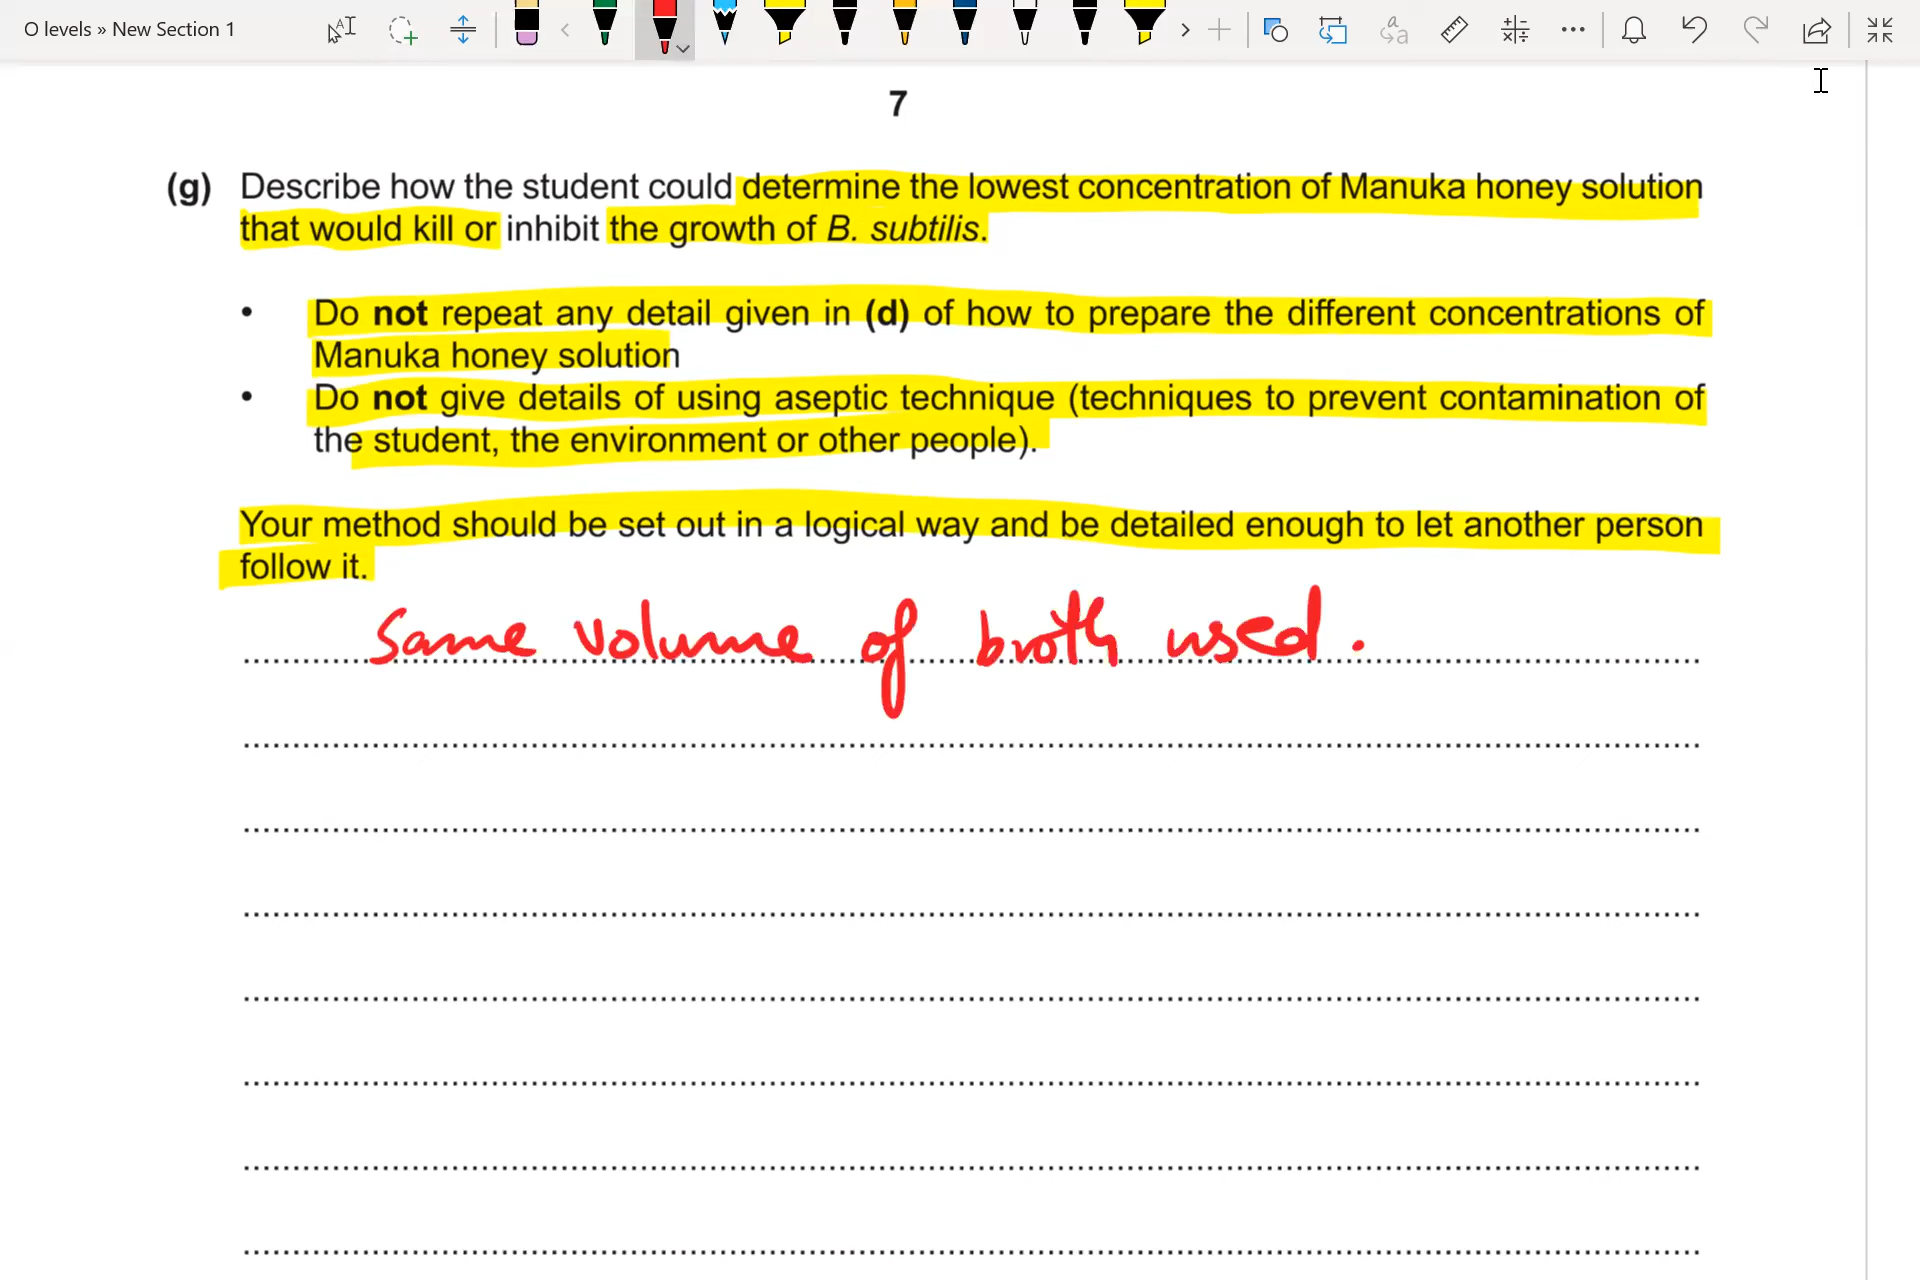 O levels » New Section 1
7
(g) Describe how the student could determine the lowest concentration of Manuka honey solution
that would kill or inhibit the growth of B. subtilis.
• Do not repeat any detail given in (d) of how to prepare the different concentrations of
Manuka honey solution
• Do not give details of using aseptic technique (techniques to prevent contamination of
the student, the environment or other people).
Your method should be set out in a logical way and be detailed enough to let another person
follow it.
Same volume of broth used.